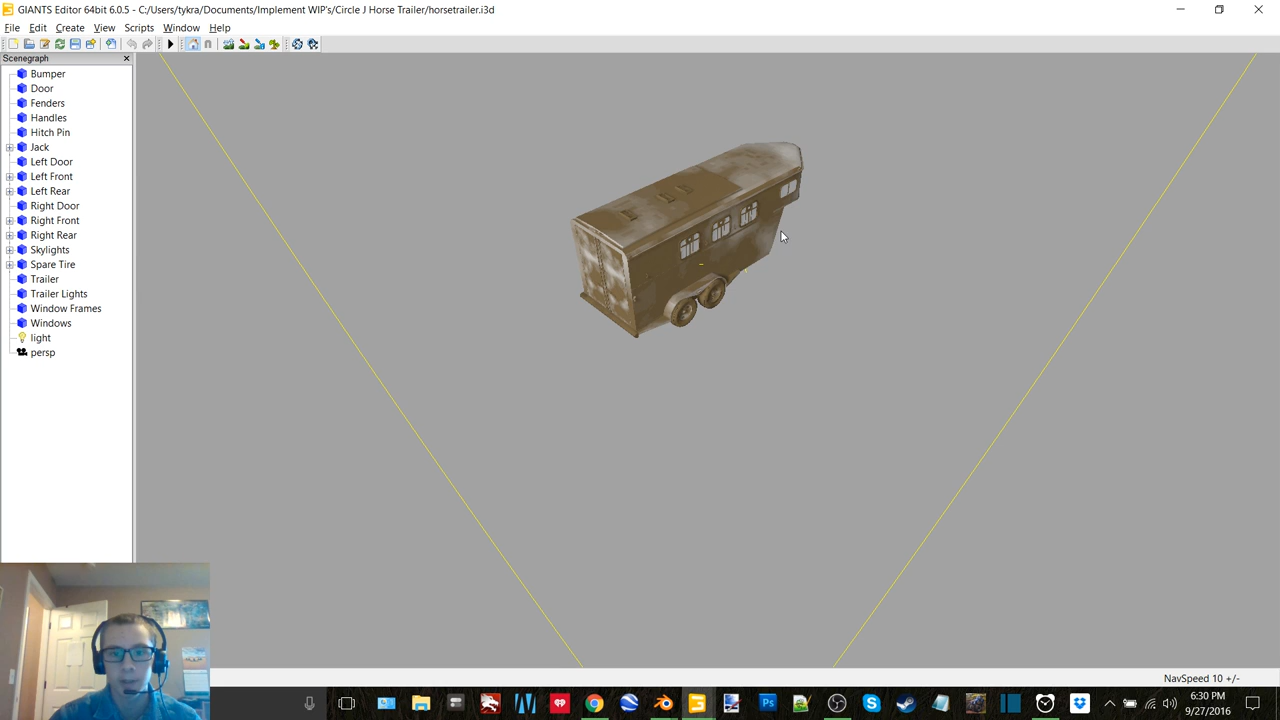 GIANTS Editor 64bit 6.0.5 - C:/Users/tykra/Documents/Implement WIP's/Circle J Horse Trailer/horsetrailer.i3d
File Edit Create View Scripts Window Help
Scenegraph
Bumper
Door
Fenders
Handles
Hitch Pin
Jack
Left Door
Left Front
Left Rear
Right Door
Right Front
Right Rear
Skylights
Spare Tire
Trailer
Trailer Lights
Window Frames
Windows
light
persp
NavSpeed 10 +/-
6:30 PM
9/27/2016